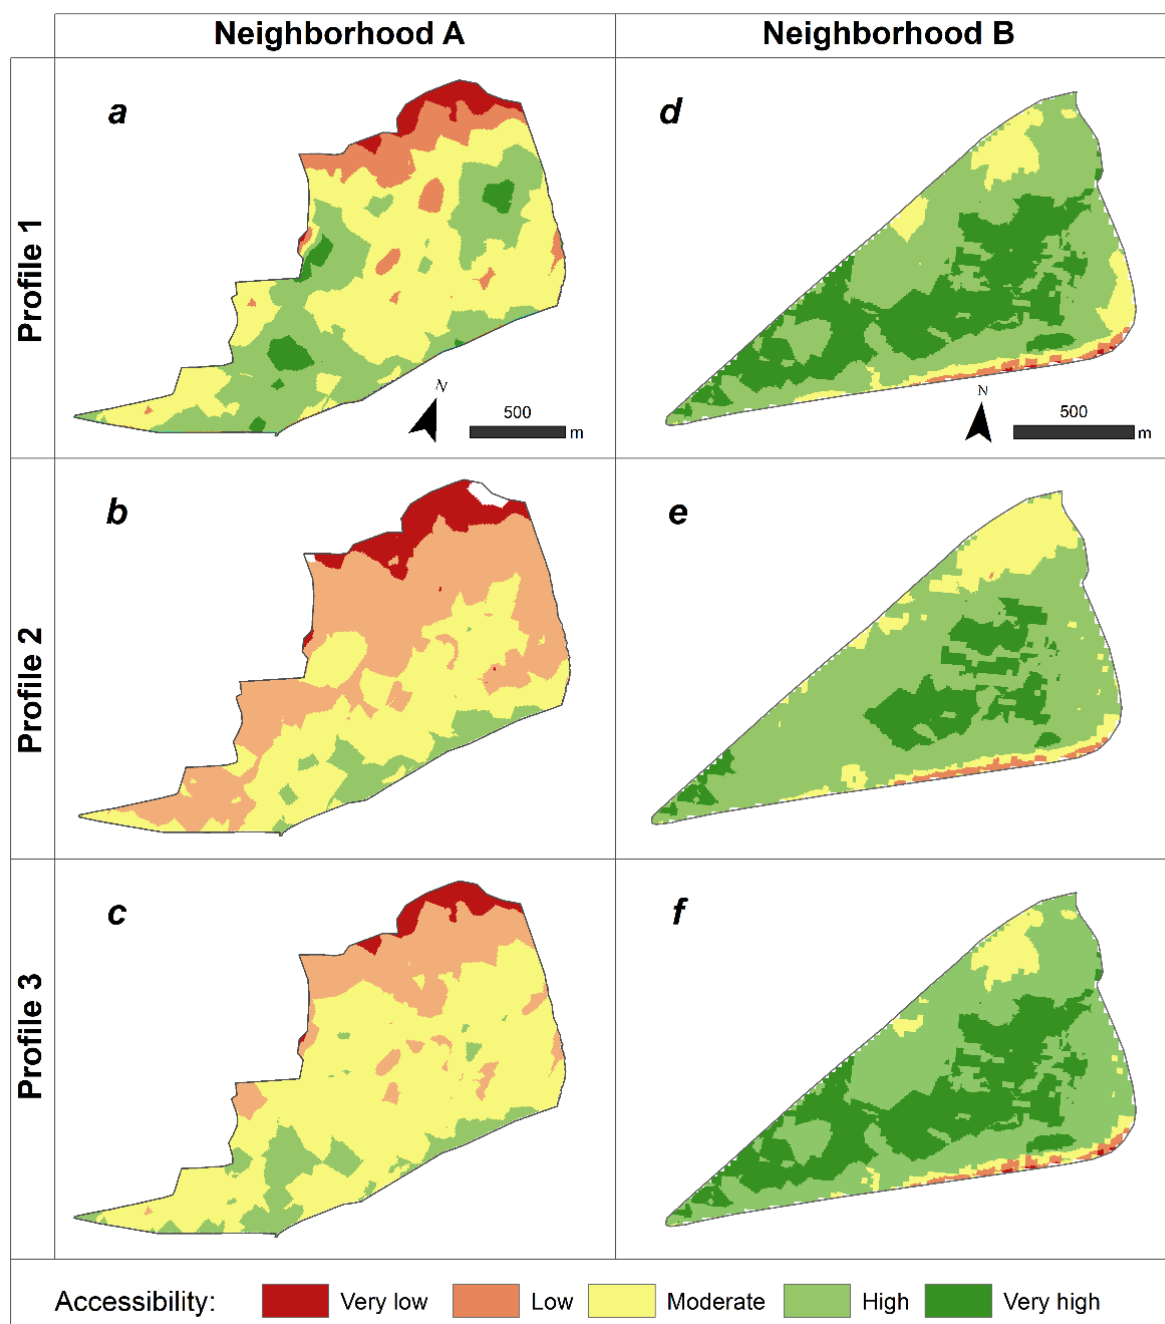 Neighborhood A
Neighborhood B
Profile 1
a
d
N
500
m
N
500
m
Profile 2
b
e
Profile 3
c
f
Accessibility:
Very low
Low
Moderate
High
Very high